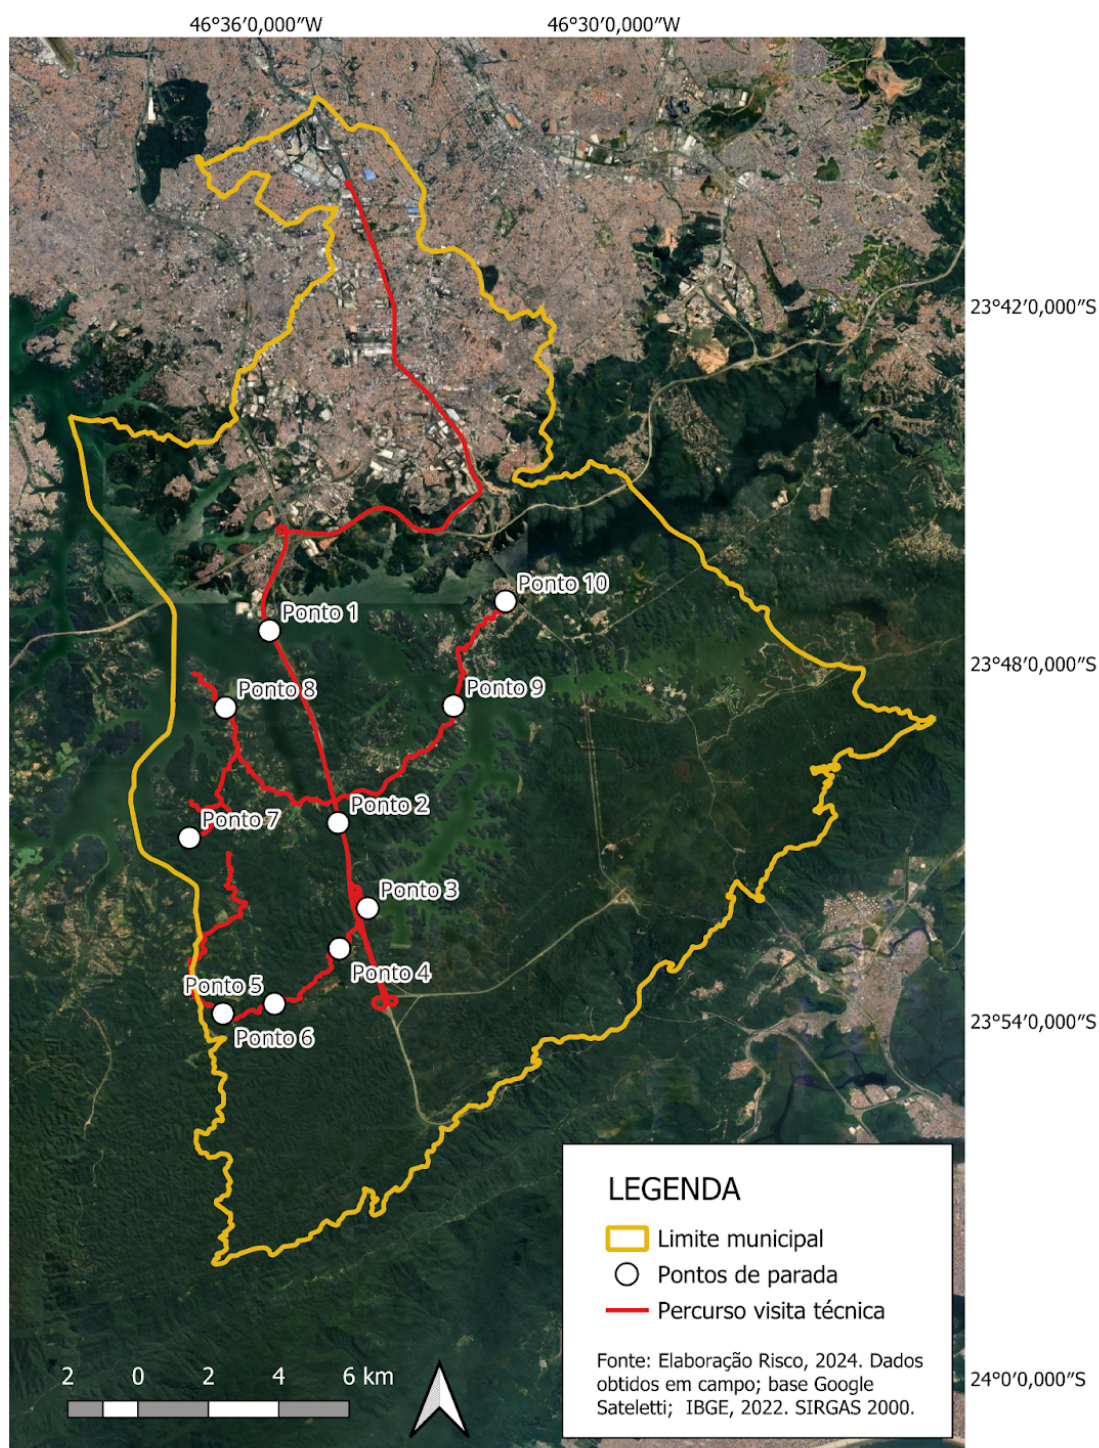 46°36′0,000″W
46°30′0,000″W
23°42′0,000″S
Ponto 10
Ponto 1
23°48′0,000″S
Ponto 8
Ponto 9
Ponto 2
Ponto 7
Ponto 3
Ponto 4
Ponto 5
Ponto 6
23°54′0,000″S
LEGENDA
Limite municipal
Pontos de parada
Percurso visita técnica
Fonte: Elaboração Risco, 2024. Dados
obtidos em campo; base Google
Sateletti; IBGE, 2022. SIRGAS 2000.
2 0 2 4 6 km
24°0′0,000″S